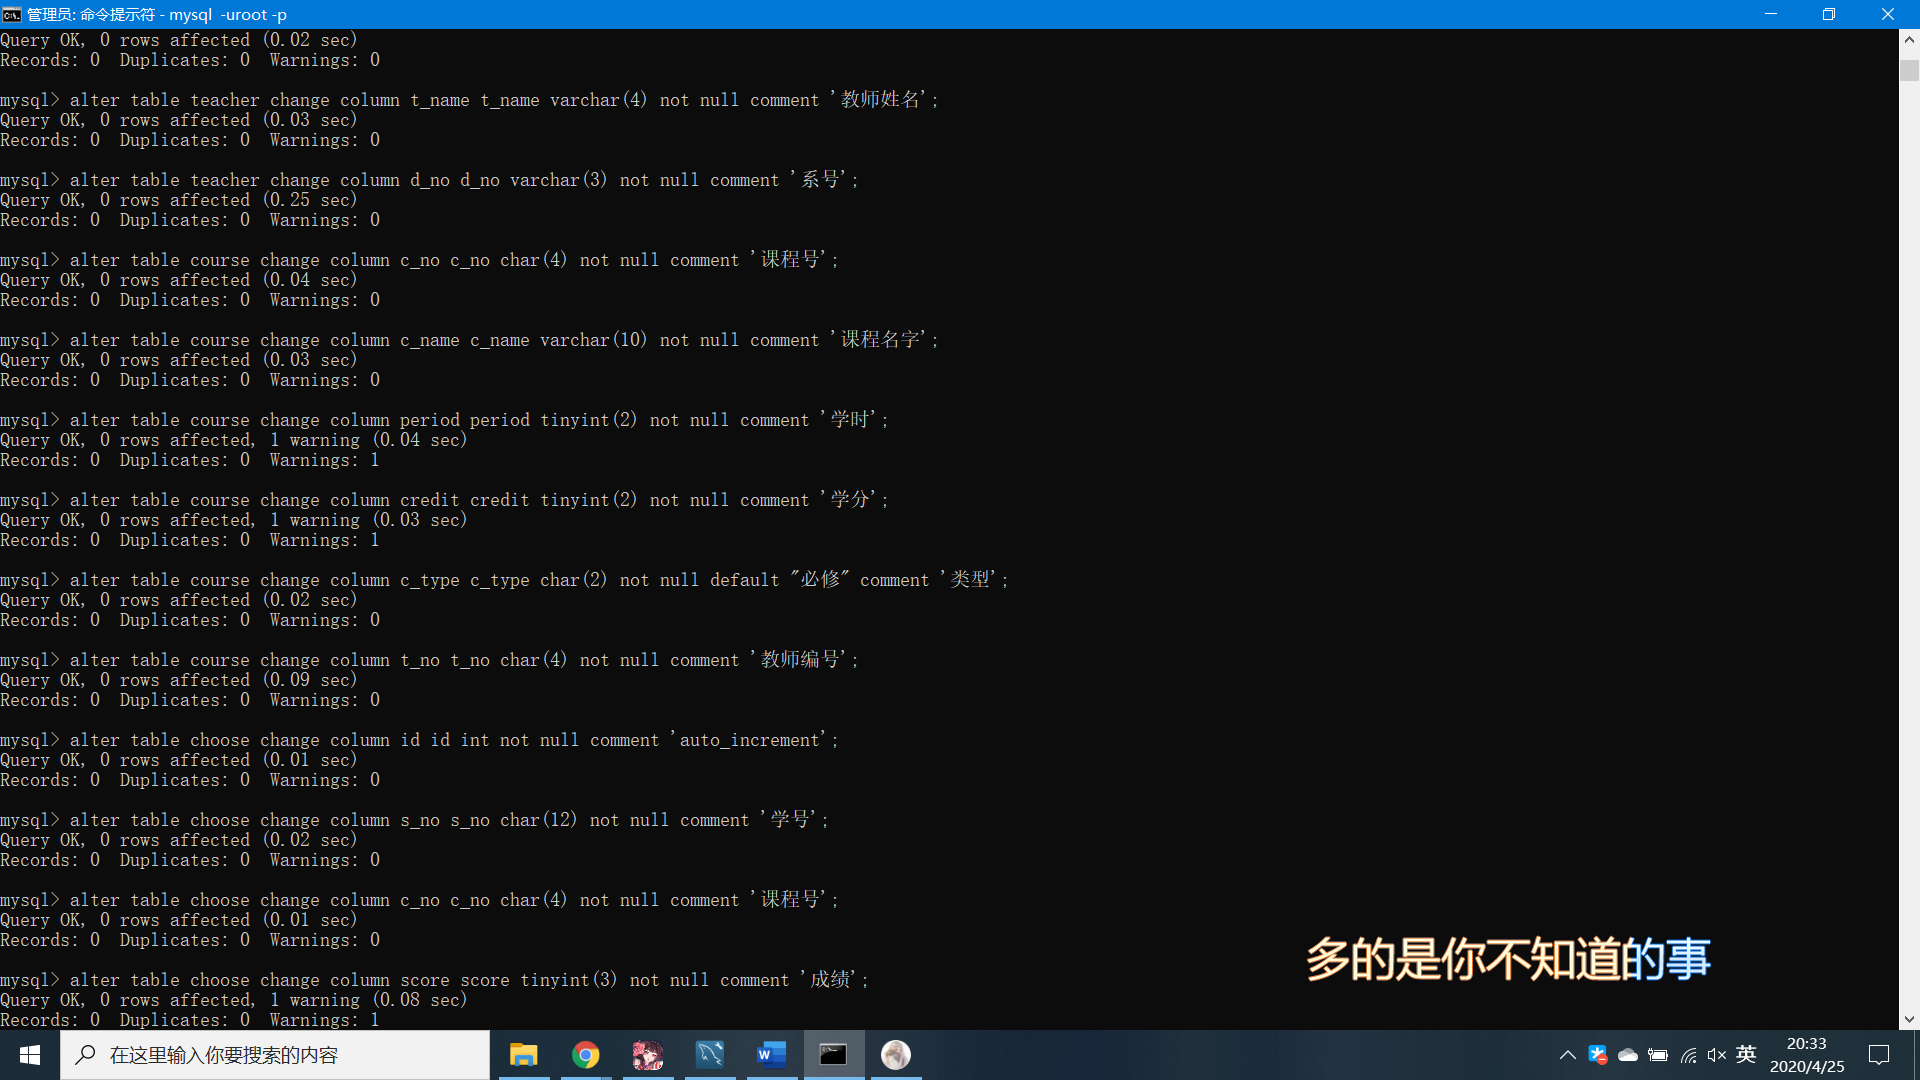 管理员: 命令提示符 - mysql  -uroot -p
Query OK, 0 rows affected (0.02 sec)
Records: 0  Duplicates: 0  Warnings: 0
mysql> alter table teacher change column t_name t_name varchar(4) not null comment '教师姓名';
Query OK, 0 rows affected (0.03 sec)
Records: 0  Duplicates: 0  Warnings: 0
mysql> alter table teacher change column d_no d_no varchar(3) not null comment '系号';
Query OK, 0 rows affected (0.25 sec)
Records: 0  Duplicates: 0  Warnings: 0
mysql> alter table course change column c_no c_no char(4) not null comment '课程号';
Query OK, 0 rows affected (0.04 sec)
Records: 0  Duplicates: 0  Warnings: 0
mysql> alter table course change column c_name c_name varchar(10) not null comment '课程名字';
Query OK, 0 rows affected (0.03 sec)
Records: 0  Duplicates: 0  Warnings: 0
mysql> alter table course change column period period tinyint(2) not null comment '学时';
Query OK, 0 rows affected, 1 warning (0.04 sec)
Records: 0  Duplicates: 0  Warnings: 1
mysql> alter table course change column credit credit tinyint(2) not null comment '学分';
Query OK, 0 rows affected, 1 warning (0.03 sec)
Records: 0  Duplicates: 0  Warnings: 1
mysql> alter table course change column c_type c_type char(2) not null default "必修" comment '类型';
Query OK, 0 rows affected (0.02 sec)
Records: 0  Duplicates: 0  Warnings: 0
mysql> alter table course change column t_no t_no char(4) not null comment '教师编号';
Query OK, 0 rows affected (0.09 sec)
Records: 0  Duplicates: 0  Warnings: 0
mysql> alter table choose change column id id int not null comment 'auto_increment';
Query OK, 0 rows affected (0.01 sec)
Records: 0  Duplicates: 0  Warnings: 0
mysql> alter table choose change column s_no s_no char(12) not null comment '学号';
Query OK, 0 rows affected (0.02 sec)
Records: 0  Duplicates: 0  Warnings: 0
mysql> alter table choose change column c_no c_no char(4) not null comment '课程号';
Query OK, 0 rows affected (0.01 sec)
Records: 0  Duplicates: 0  Warnings: 0
多的是你不知道的事
mysql> alter table choose change column score score tinyint(3) not null comment '成绩';
Query OK, 0 rows affected, 1 warning (0.08 sec)
Records: 0  Duplicates: 0  Warnings: 1
在这里输入你要搜索的内容
英
20:33
2020/4/25